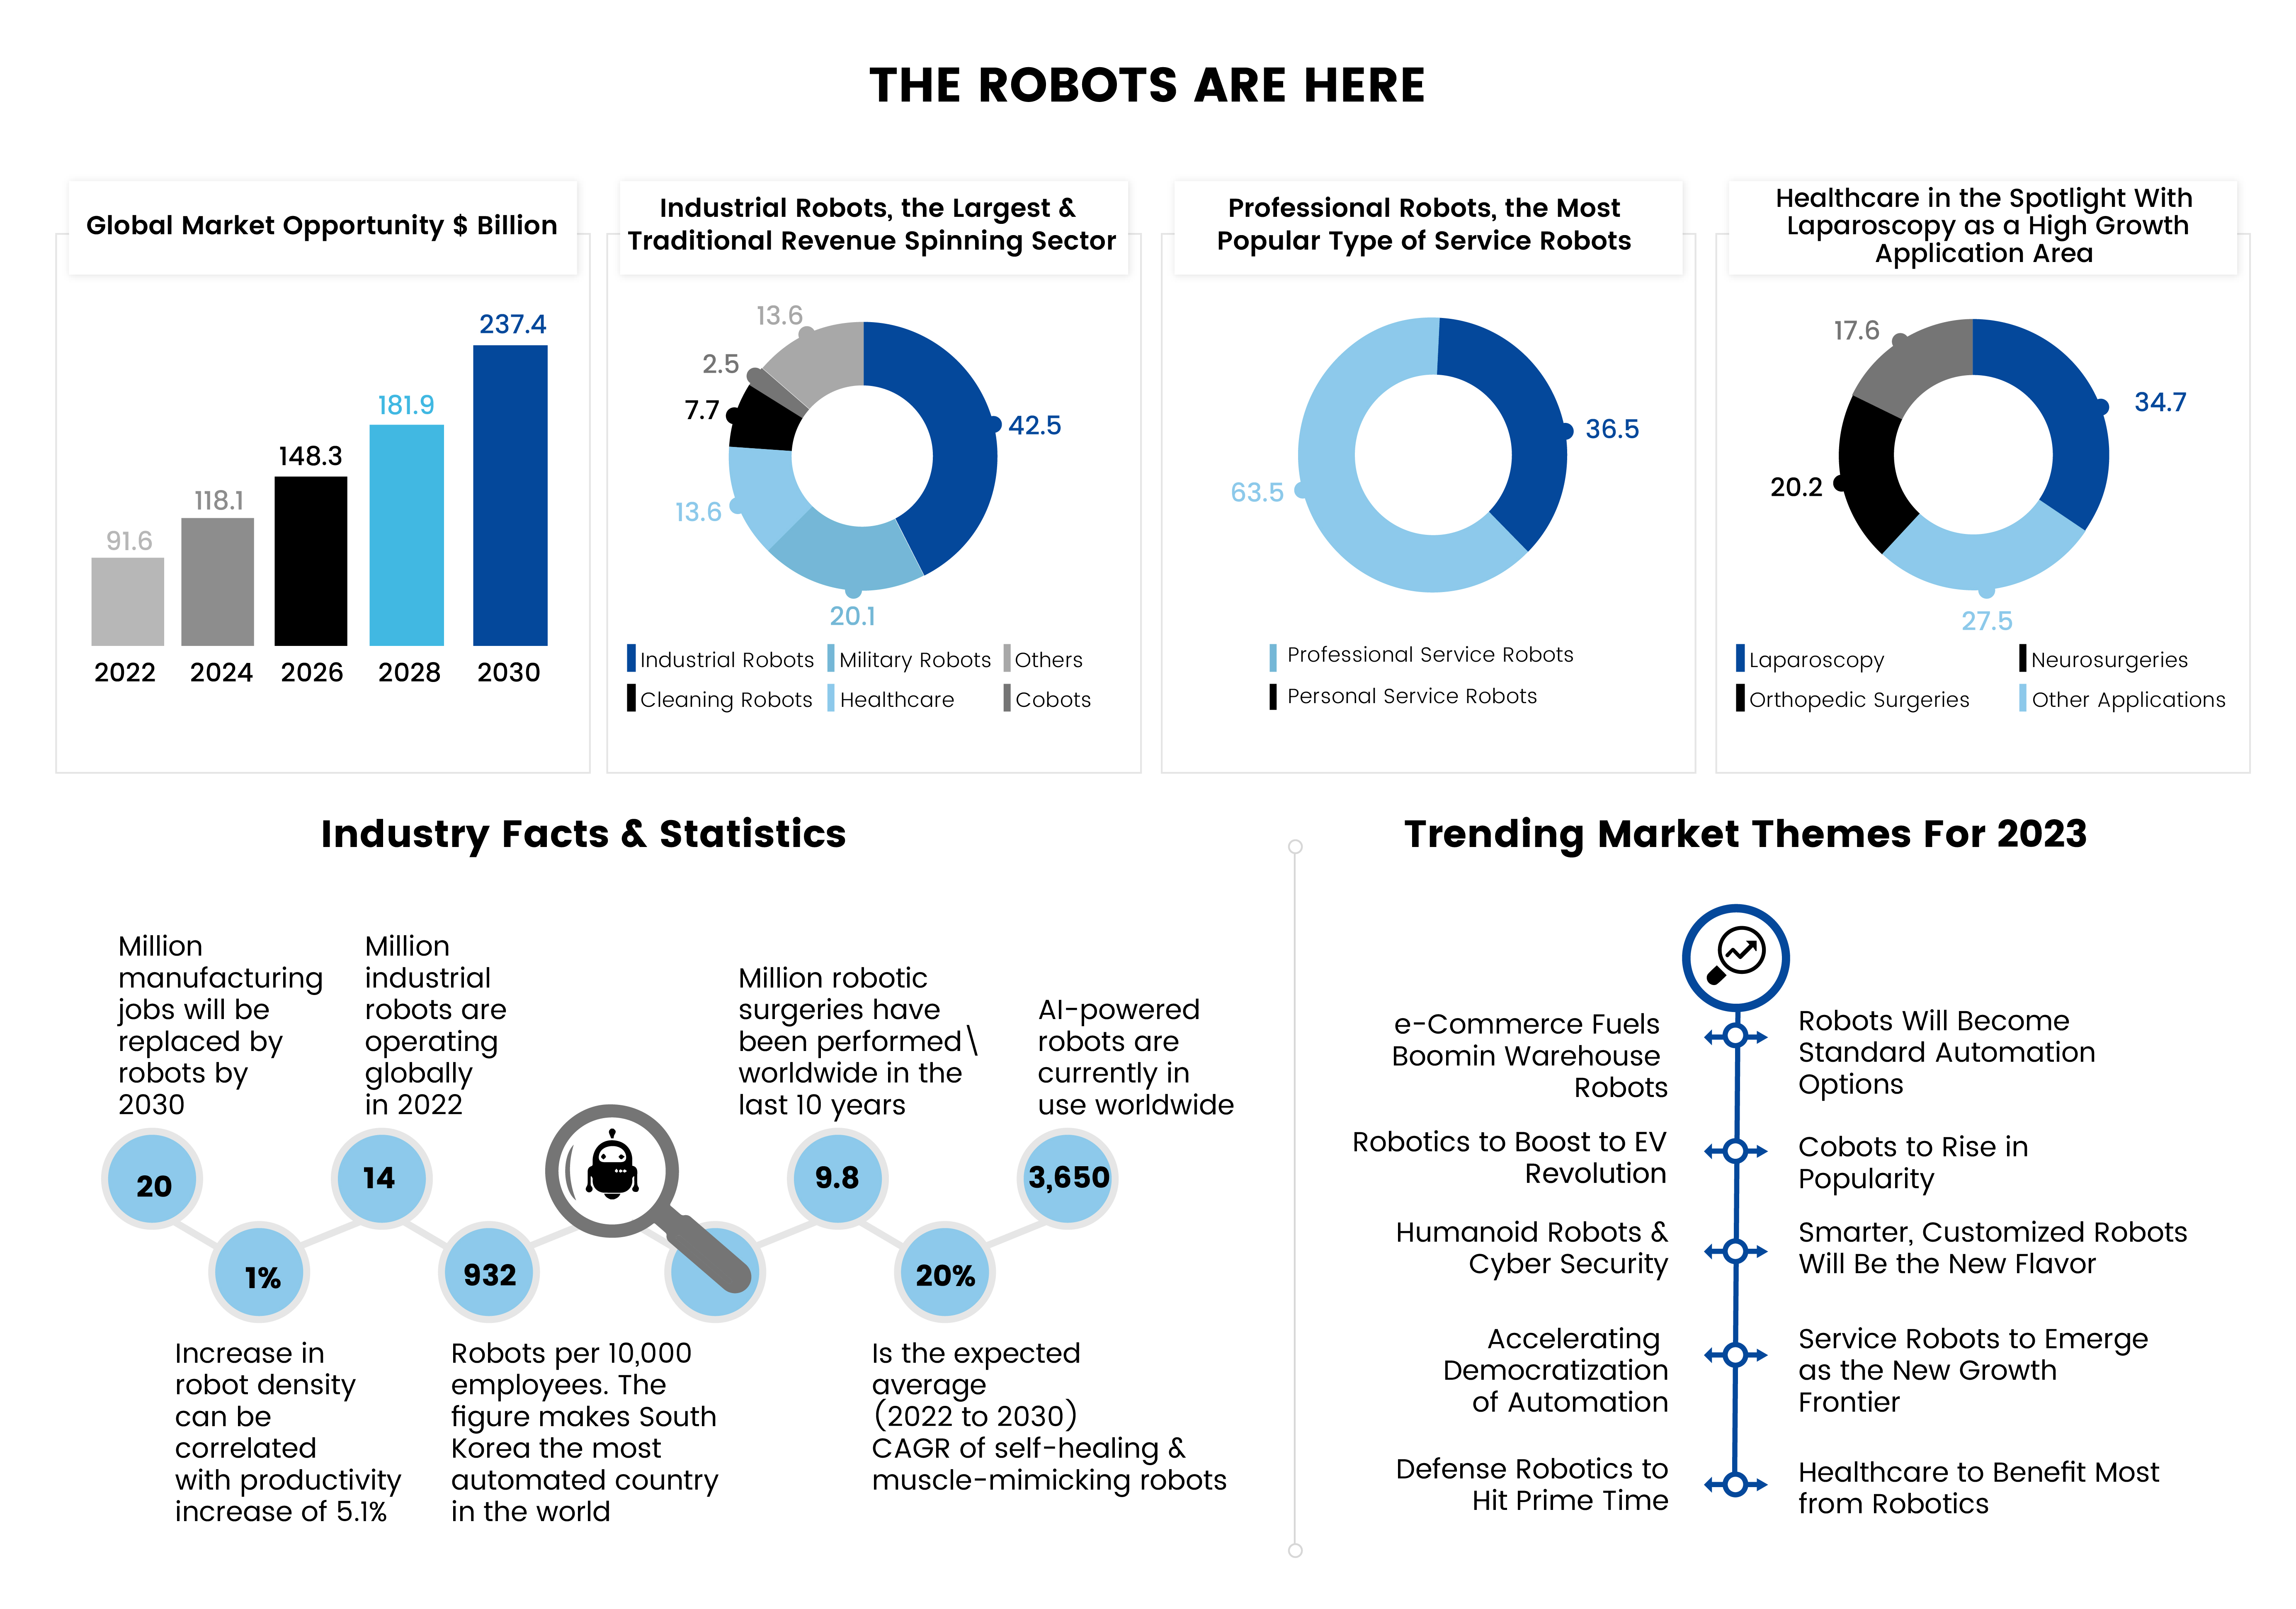 THE ROBOTS ARE HERE
Global Market Opportunity $ Billion
237.4
181.9
148.3
118.1
91.6
2022
2024
2026
2028
2030
Industrial Robots, the Largest &
Traditional Revenue Spinning Sector
13.6
2.5
7.7
42.5
13.6
20.1
Industrial Robots
Military Robots
Others
Cleaning Robots
Healthcare
Cobots
Professional Robots, the Most
Popular Type of Service Robots
36.5
63.5
Professional Service Robots
Personal Service Robots
Healthcare in the Spotlight With
Laparoscopy as a High Growth
Application Area
17.6
34.7
20.2
27.5
Laparoscopy
Neurosurgeries
Orthopedic Surgeries
Other Applications
Industry Facts & Statistics
Million
manufacturing
jobs will be
replaced by
robots by
2030
20
1%
Increase in
robot density
can be
correlated
with productivity
increase of 5.1%
Million
industrial
robots are
operating
globally
in 2022
14
932
Robots per 10,000
employees. The
figure makes South
Korea the most
automated country
in the world
Million robotic
surgeries have
been performed\
worldwide in the
last 10 years
9.8
20%
Is the expected
average
(2022 to 2030)
CAGR of self-healing &
muscle-mimicking robots
AI-powered
robots are
currently in
use worldwide
3,650
Trending Market Themes For 2023
e-Commerce Fuels
Boomin Warehouse
Robots
Robots Will Become
Standard Automation
Options
Robotics to Boost to EV
Revolution
Cobots to Rise in
Popularity
Humanoid Robots &
Cyber Security
Smarter, Customized Robots
Will Be the New Flavor
Accelerating
Democratization
of Automation
Service Robots to Emerge
as the New Growth
Frontier
Defense Robotics to
Hit Prime Time
Healthcare to Benefit Most
from Robotics